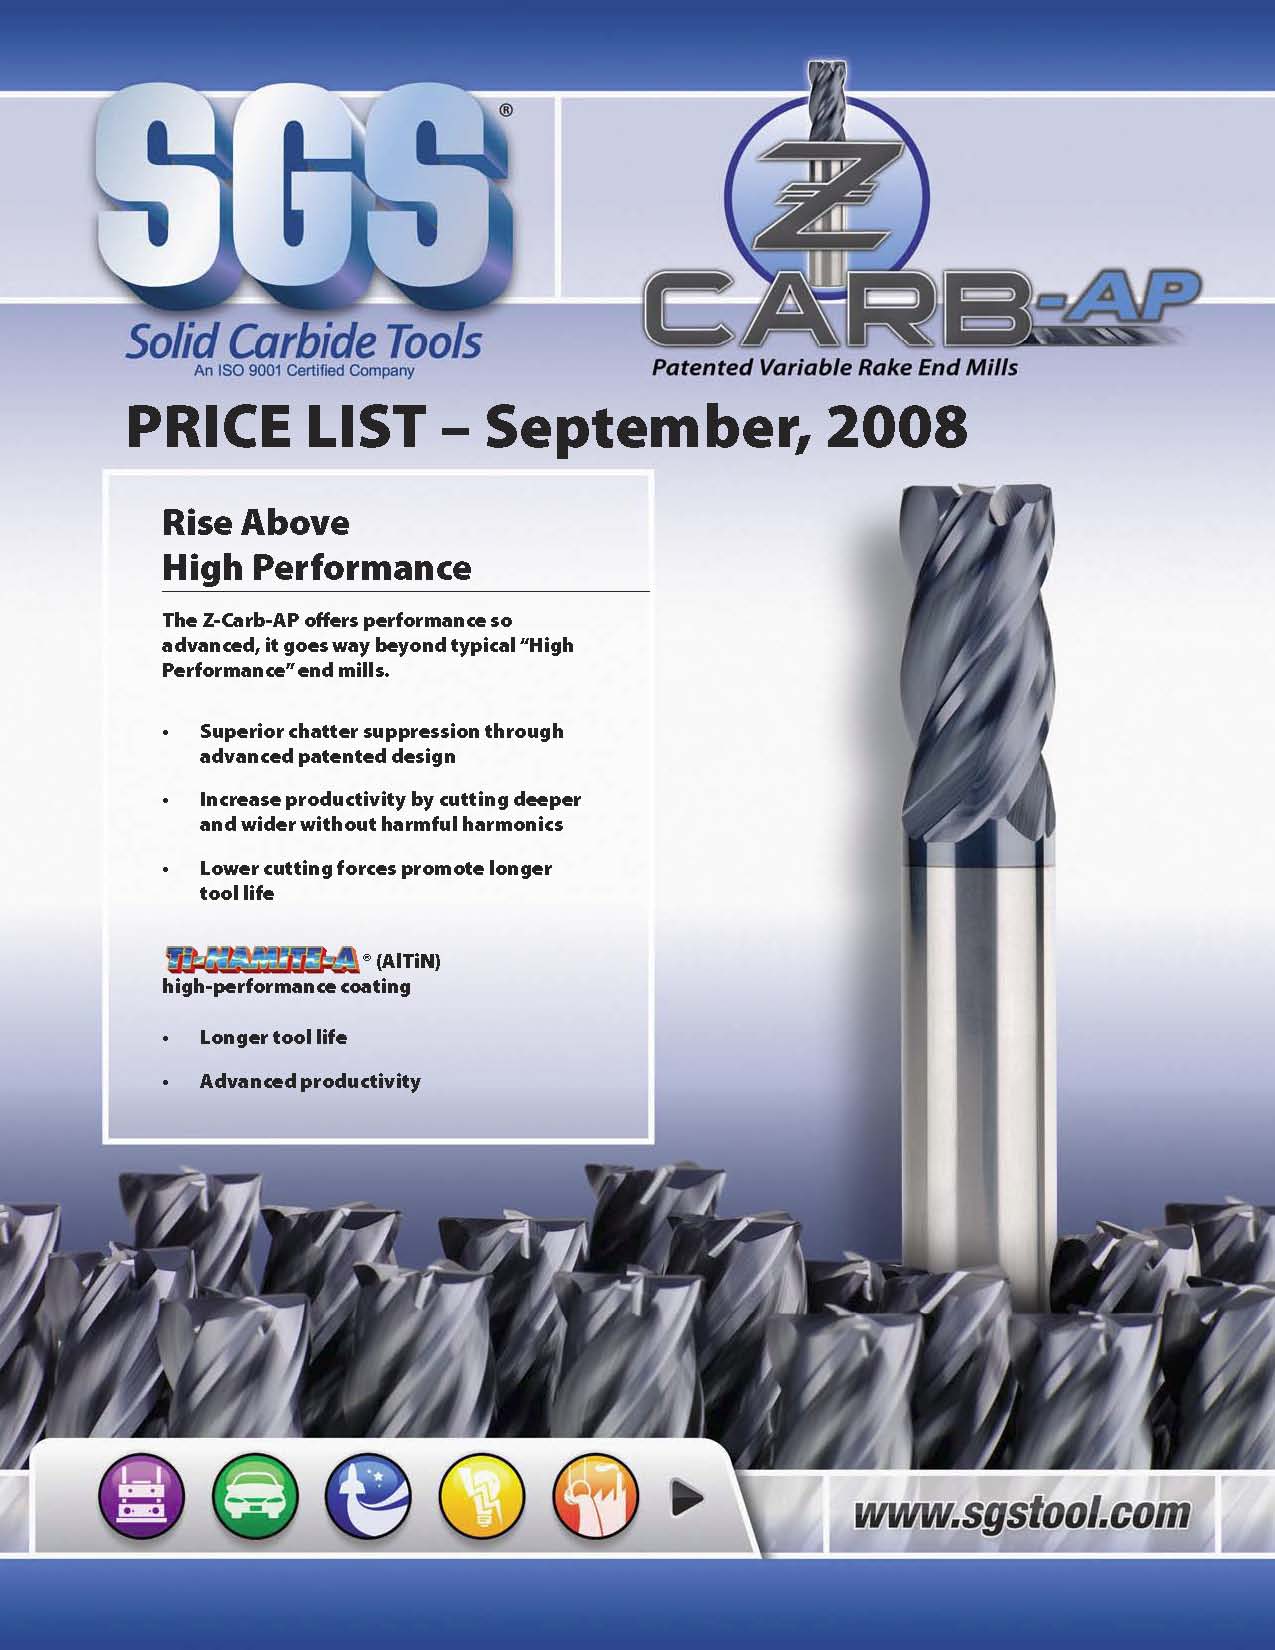 SGS®
Solid Carbide Tools
An ISO 9001 Certified Company
Z
CARB-AP
Patented Variable Rake End Mills
PRICE LIST – September, 2008
Rise Above
High Performance
The Z-Carb-AP offers performance so
advanced, it goes way beyond typical “High
Performance” end mills.
• Superior chatter suppression through
advanced patented design
• Increase productivity by cutting deeper
and wider without harmful harmonics
• Lower cutting forces promote longer
tool life
Ti-NAMITE-A® (AlTiN)
high-performance coating
• Longer tool life
• Advanced productivity
www.sgstool.com